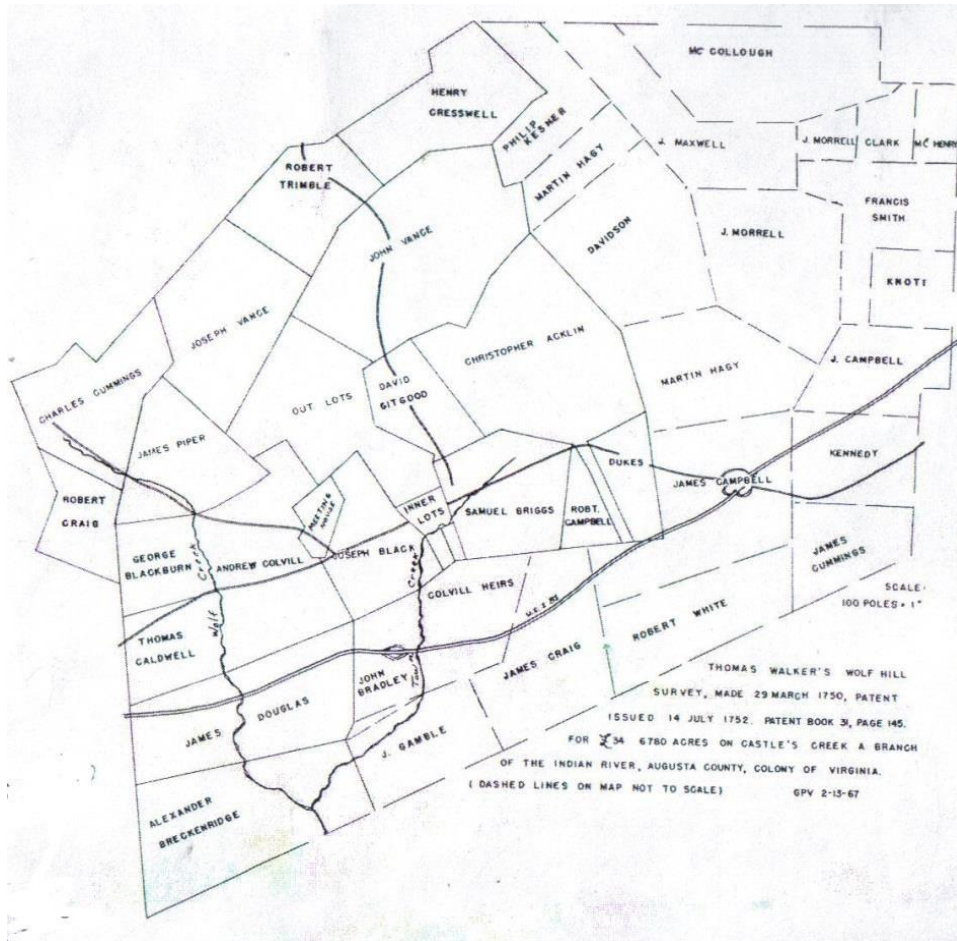 MC COLLOUGH
HENRY
CRESSWELL
PHILIP
KESNER
MARTIN HAGY
J. MAXWELL
J. MORRELL
CLARK
MC HENRY
ROBERT
TRIMBLE
FRANCIS
SMITH
JOHN VANCE
DAVIDSON
J. MORRELL
KNOTT
JOSEPH VANCE
CHRISTOPHER ACKLIN
J. CAMPBELL
MARTIN HAGY
CHARLES CUMMINGS
OUT LOTS
DAVID
GITGOOD
JAMES PIPER
KENNEDY
DUKES
JAMES CAMPBELL
ROBERT
CRAIG
MEETING
HOUSE
INNER
LOTS
SAMUEL BRIGGS
ROBT.
CAMPBELL
GEORGE
BLACKBURN
Creek
ANDREW COLVILL
JOSEPH BLACK
Creek
COLVILL HEIRS
JAMES
CUMMINGS
SCALE-
100 POLES = 1"
THOMAS
CALDWELL
Wolf
ROBERT WHITE
JAMES CRAIG
JOHN
BRADLEY
Town
JAMES DOUGLAS
J. GAMBLE
ALEXANDER
BRECKENRIDGE
THOMAS WALKER'S WOLF HILL
SURVEY, MADE 29 MARCH 1750, PATENT
ISSUED 14 JULY 1752. PATENT BOOK 31, PAGE 145.
FOR £34 6780 ACRES ON CASTLE'S CREEK A BRANCH
OF THE INDIAN RIVER, AUGUSTA COUNTY, COLONY OF VIRGINIA.
(DASHED LINES ON MAP NOT TO SCALE) GPV 2-13-67